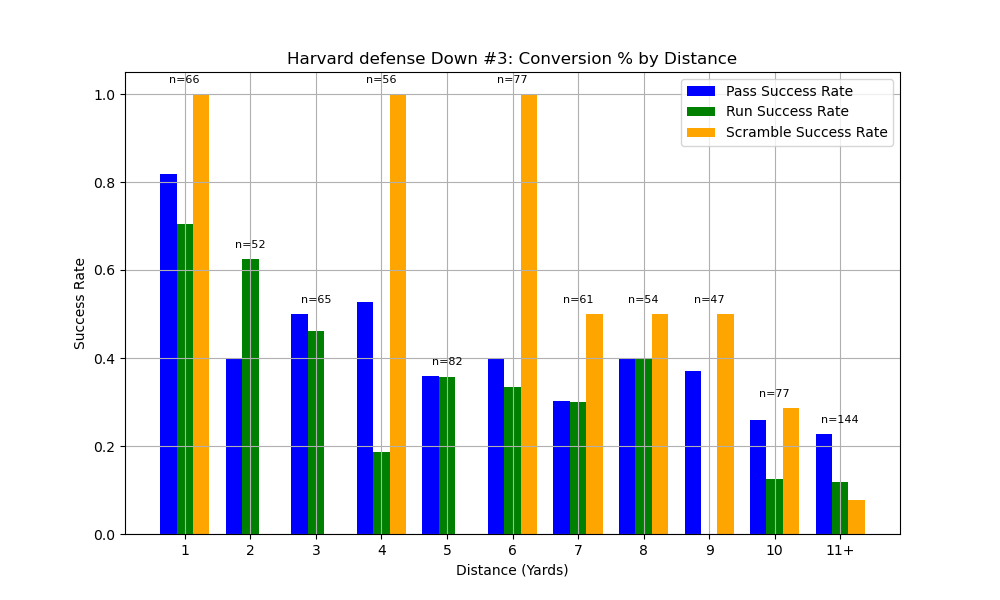 Harvard defense Down #3: Conversion % by Distance
n=66
n=56
n=77
Pass Success Rate
Run Success Rate
Scramble Success Rate
n=52
n=65
n=82
n=61
n=54
n=47
n=77
n=144
1.0
0.8
0.6
0.4
0.2
0.0
Success Rate
1 2 3 4 5 6 7 8 9 10 11+
Distance (Yards)